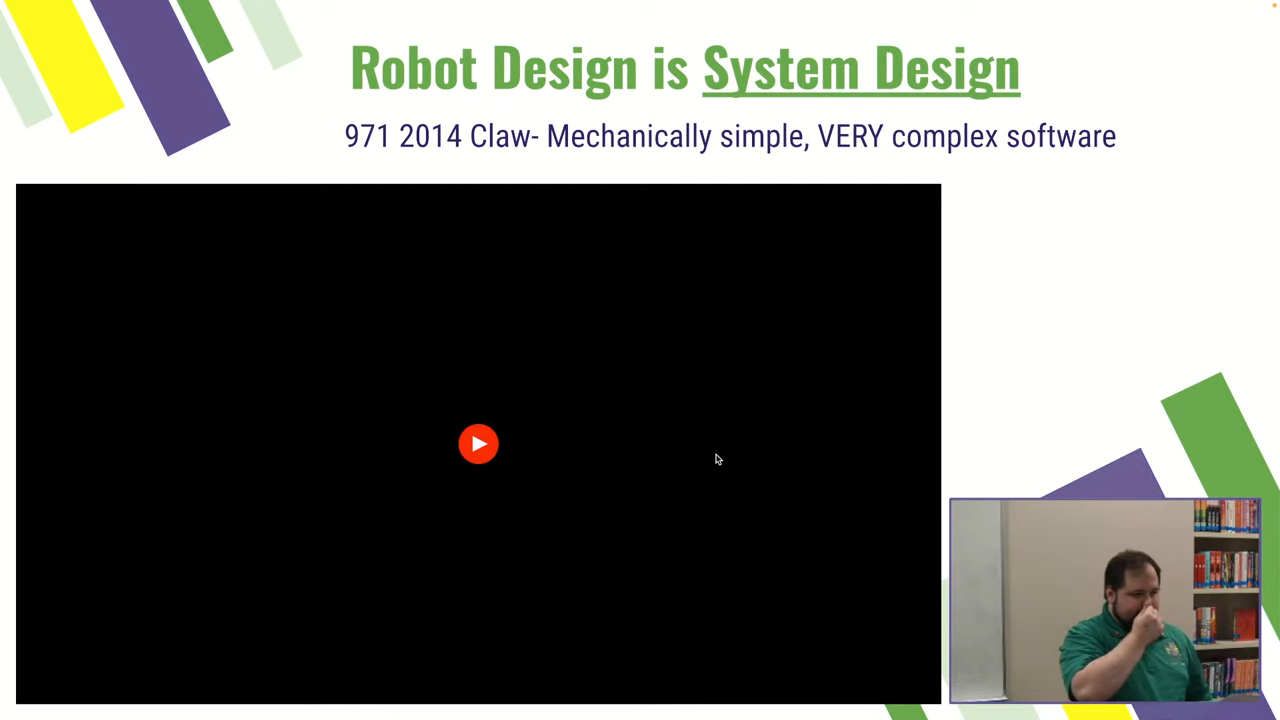 Robot Design is System Design
971 2014 Claw- Mechanically simple, VERY complex software